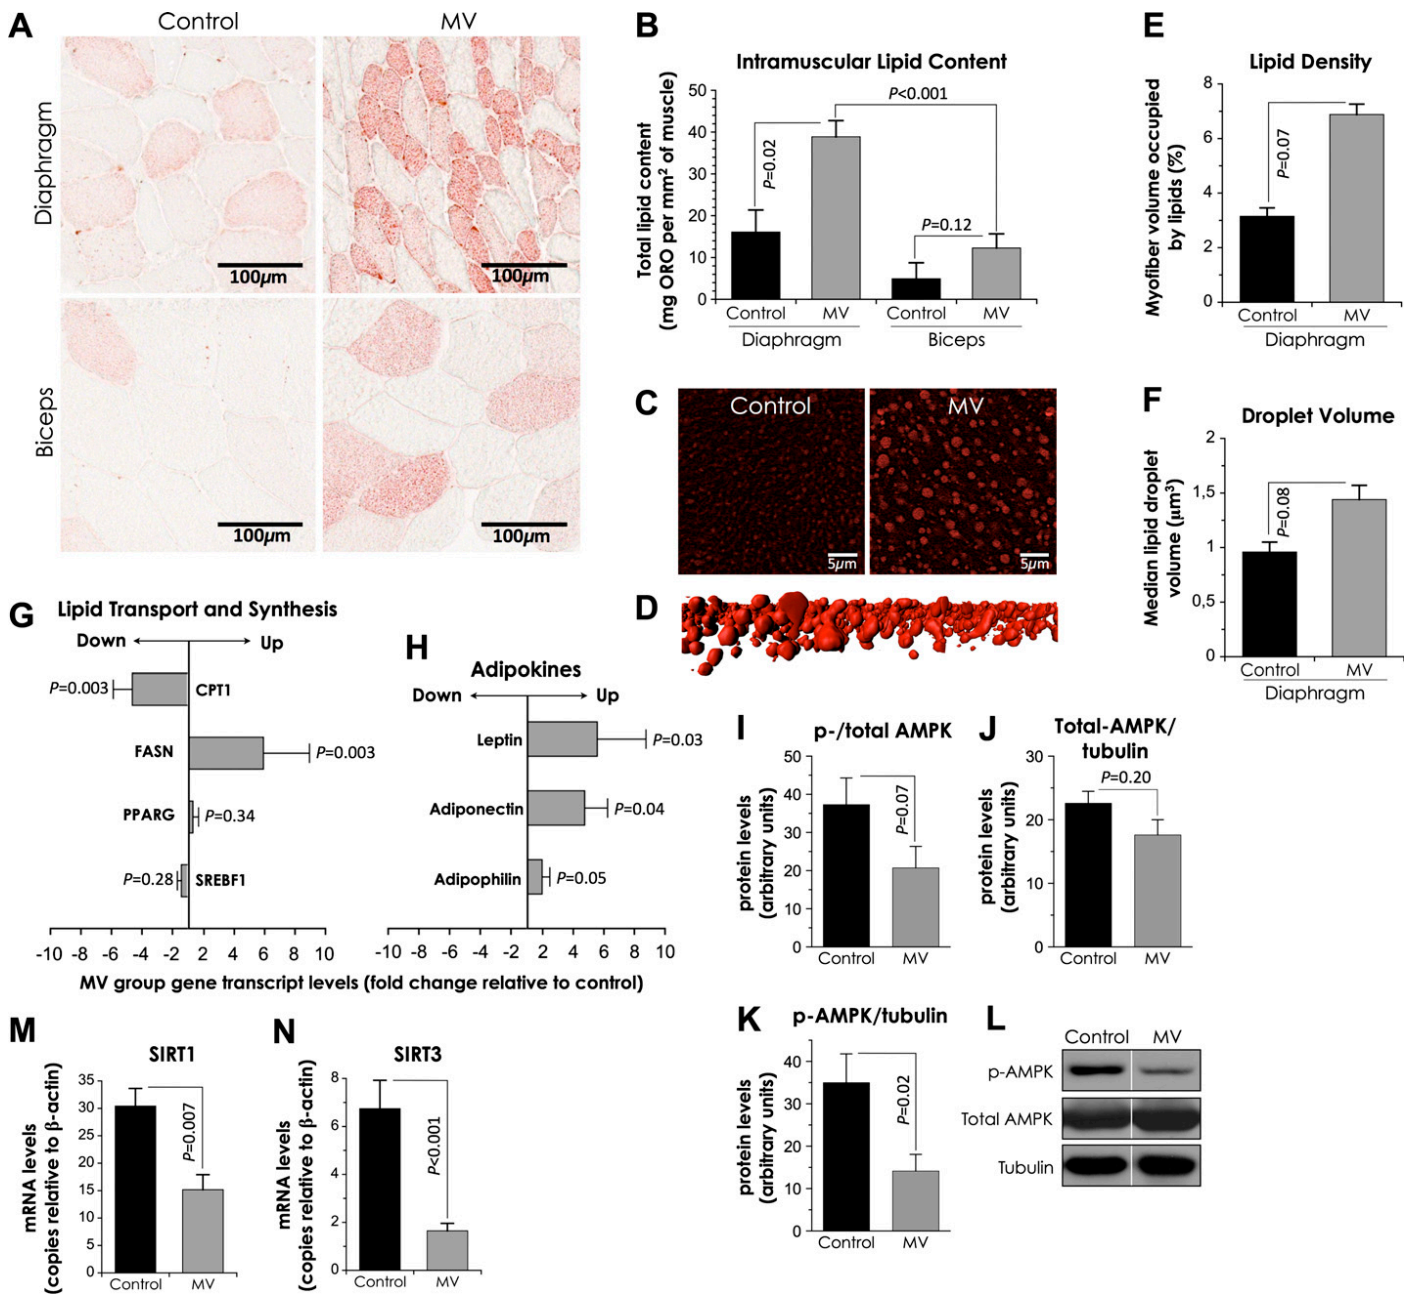 A
Control
MV
Diaphragm
100µm
100µm
Biceps
100µm
100µm
B
Intramuscular Lipid Content
Total lipid content
(mg ORO per mm² of muscle)
50
40
30
20
10
0
P=0.02
P<0.001
P=0.12
Control
MV
Control
MV
Diaphragm
Biceps
E
Lipid Density
Myofiber volume occupied
by lipids (%)
8
6
4
2
0
P=0.07
Control
MV
Diaphragm
C
Control
MV
5µm
5µm
D
F
Droplet Volume
Median lipid droplet
volume (µm³)
2
1,5
1
0,5
0
P=0.08
Control
MV
Diaphragm
G
Lipid Transport and Synthesis
Down
Up
P=0.003
CPT1
FASN
P=0.003
PPARG
P=0.34
P=0.28
SREBF1
-10 -8 -6 -4 -2 2 4 6 8 10
H
Adipokines
Down
Up
Leptin
P=0.03
Adiponectin
P=0.04
Adipophilin
P=0.05
-10 -8 -6 -4 -2 2 4 6 8 10
MV group gene transcript levels (fold change relative to control)
I
p-/total AMPK
protein levels
(arbitrary units)
50
40
30
20
10
0
P=0.07
Control
MV
J
Total-AMPK/
tubulin
protein levels
(arbitrary units)
30
20
10
0
P=0.20
Control
MV
K
p-AMPK/tubulin
protein levels
(arbitrary units)
40
30
20
10
0
P=0.02
Control
MV
L
Control
MV
p-AMPK
Total AMPK
Tubulin
M
SIRT1
mRNA levels
(copies relative to β-actin)
35
30
25
20
15
10
5
0
P=0.007
Control
MV
N
SIRT3
mRNA levels
(copies relative to β-actin)
8
6
4
2
0
P<0.001
Control
MV